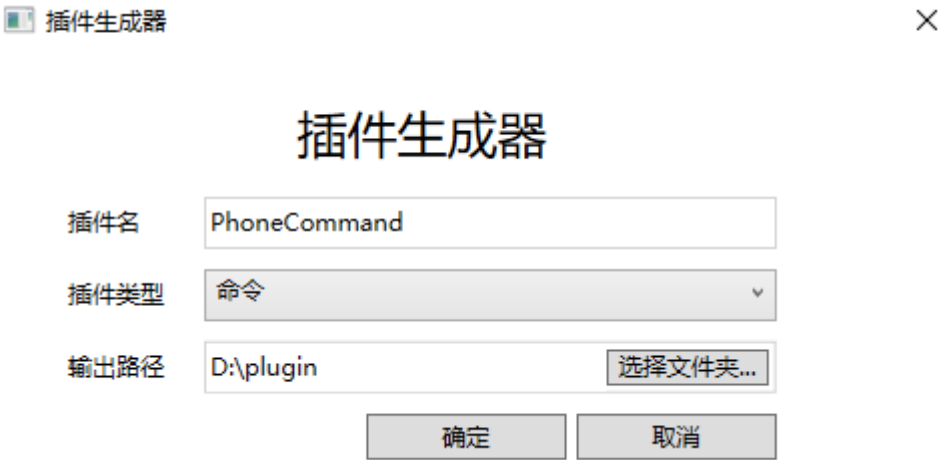 插件生成器
插件生成器
插件名 PhoneCommand
插件类型 命令
输出路径 D:\plugin 选择文件夹...
确定 取消